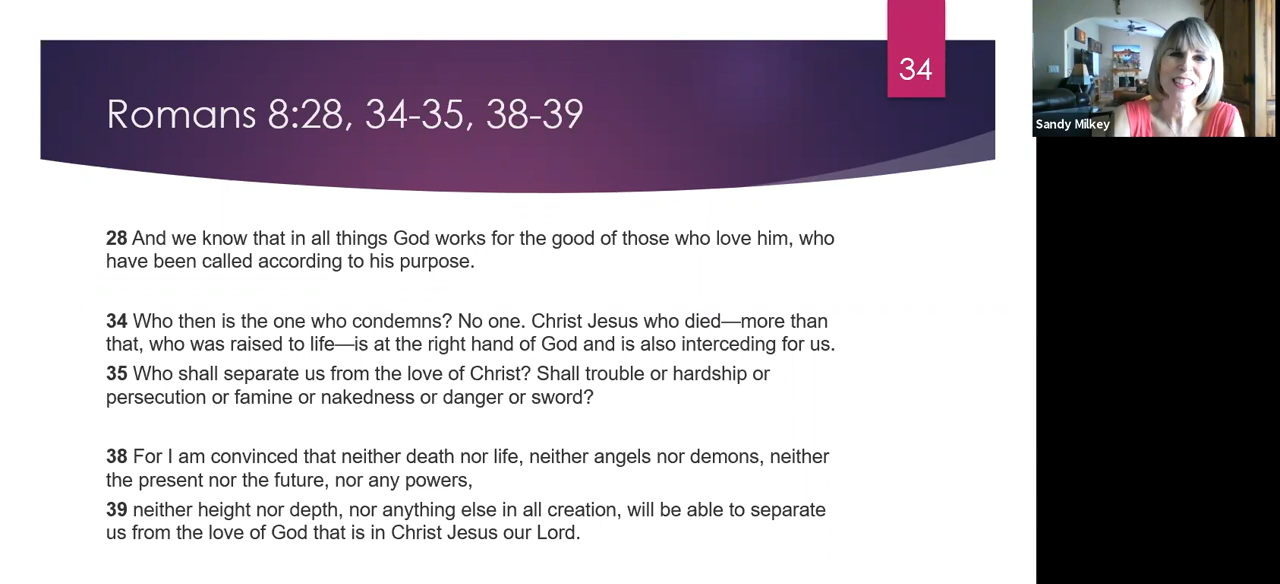 34
Romans 8:28, 34-35, 38-39
Sandy Milkey
28 And we know that in all things God works for the good of those who love him, who
have been called according to his purpose.
34 Who then is the one who condemns? No one. Christ Jesus who died—more than
that, who was raised to life—is at the right hand of God and is also interceding for us.
35 Who shall separate us from the love of Christ? Shall trouble or hardship or
persecution or famine or nakedness or danger or sword?
38 For I am convinced that neither death nor life, neither angels nor demons, neither
the present nor the future, nor any powers,
39 neither height nor depth, nor anything else in all creation, will be able to separate
us from the love of God that is in Christ Jesus our Lord.